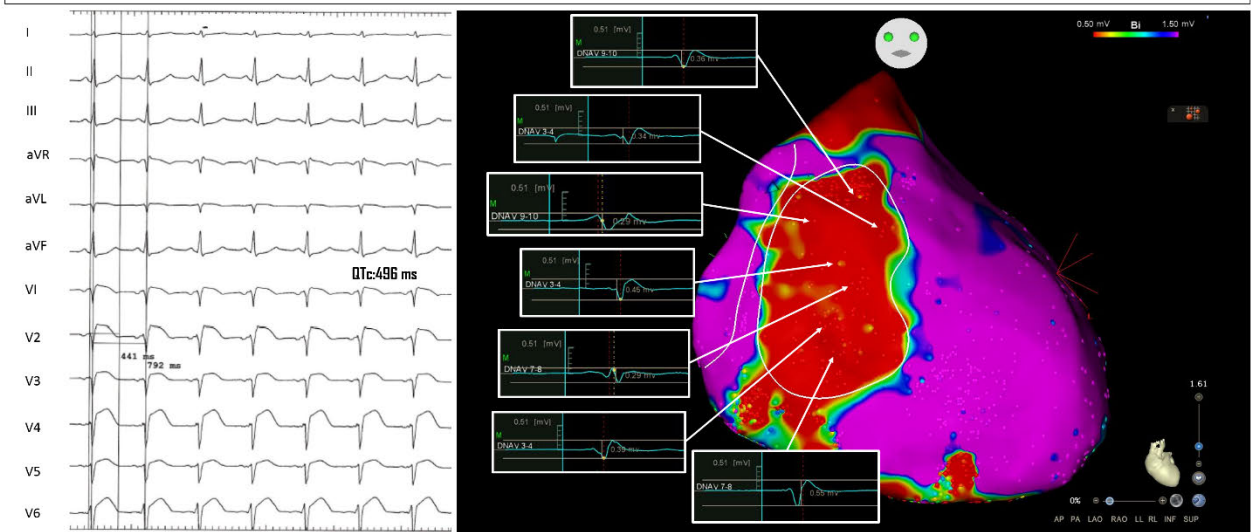 I
II
III
aVR
aVL
aVF
VI
V2
V3
V4
V5
V6
QTc:496 ms
441 ms
792 ms
0.51 [mV]
M
DNAV 9-10
0.36 mv
0.51 [mV]
M
DNAV 3-4
0.34 mv
0.51 [mV]
M
DNAV 9-10
0.29 mv
0.51 [mV]
M
DNAV 3-4
0.45 mv
0.51 [mV]
M
DNAV 7-8
0.29 mv
0.51 [mV]
M
DNAV 3-4
0.51 [mV]
M
DNAV 7-8
0.55 mv
0.50 mV Bi 1.50 mV
1.61
0%
AP PA LAO RAO LL RL INF SUP